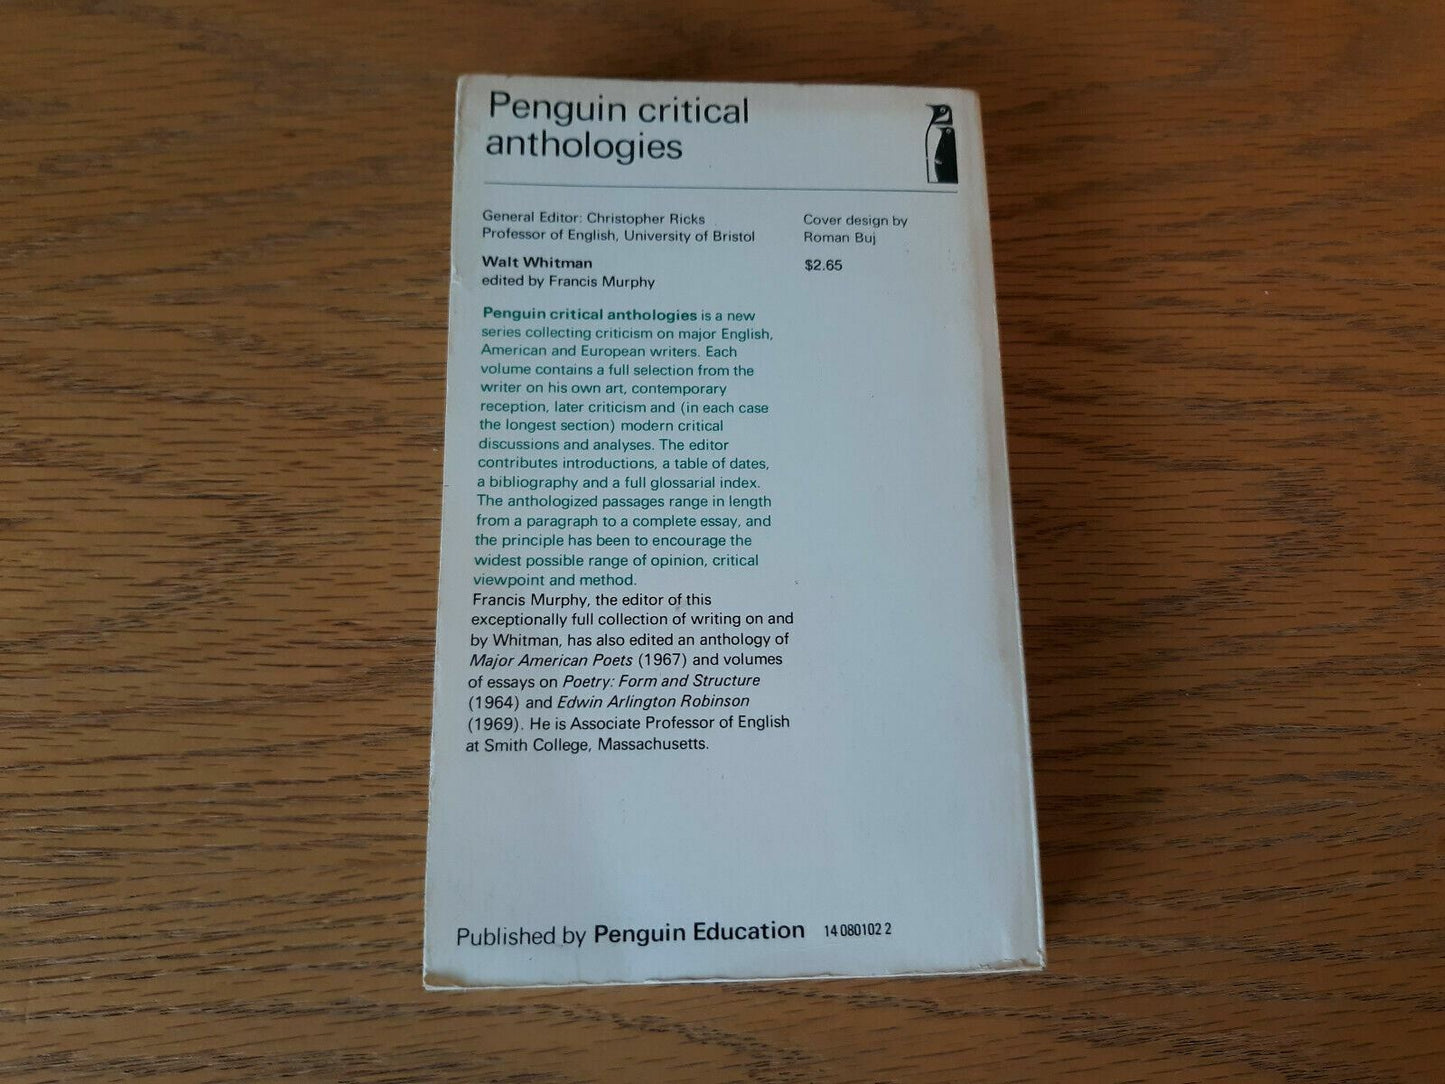 Penguin critical
anthologies
General Editor: Christopher Ricks
Professor of English, University of Bristol
Cover design by
Roman Buj
Walt Whitman
edited by Francis Murphy
$2.65
Penguin critical anthologies is a new
series collecting criticism on major English,
American and European writers. Each
volume contains a full selection from the
writer on his own art, contemporary
reception, later criticism and (in each case
the longest section) modern critical
discussions and analyses. The editor
contributes introductions, a table of dates,
a bibliography and a full glossarial index.
The anthologized passages range in length
from a paragraph to a complete essay, and
the principle has been to encourage the
widest possible range of opinion, critical
viewpoint and method.
Francis Murphy, the editor of this
exceptionally full collection of writing on and
by Whitman, has also edited an anthology of
Major American Poets (1967) and volumes
of essays on Poetry: Form and Structure
(1964) and Edwin Arlington Robinson
(1969). He is Associate Professor of English
at Smith College, Massachusetts.
Published by Penguin Education 14 080102 2